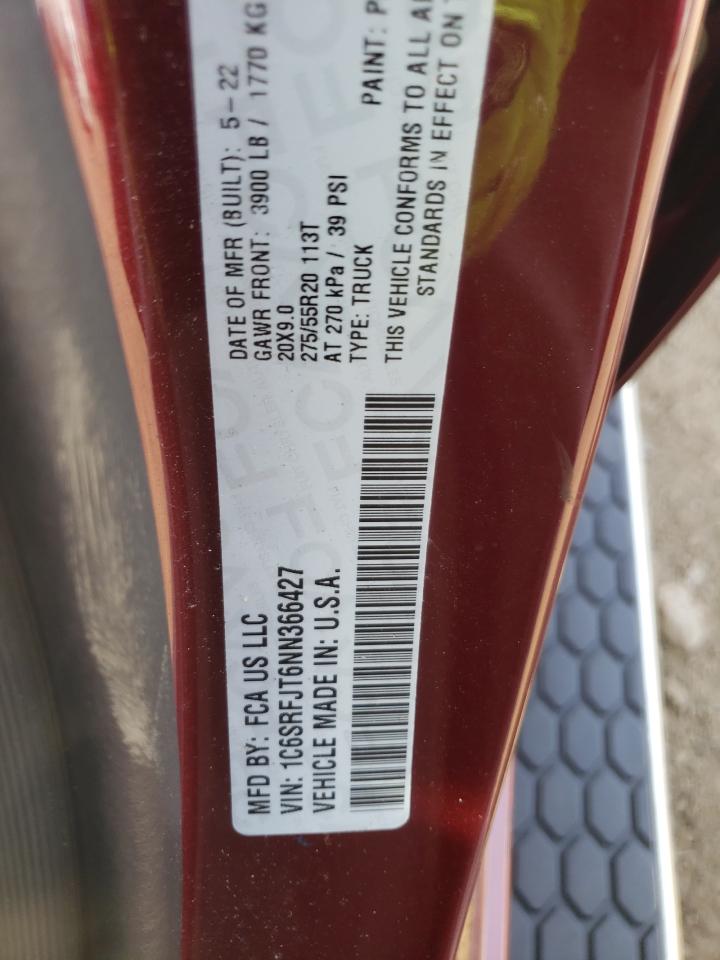 MFD BY: FCA US LLC
VIN: 1C6SRFJT6NN366427
VEHICLE MADE IN: U.S.A.
DATE OF MFR (BUILT): 5-22
GAWR FRONT: 3900 LB / 1770 KG
20X9.0
275/55R20 113T
AT 270 kPa / 39 PSI
TYPE: TRUCK
PAINT: P
THIS VEHICLE CONFORMS TO ALL
STANDARDS IN EFFECT ON